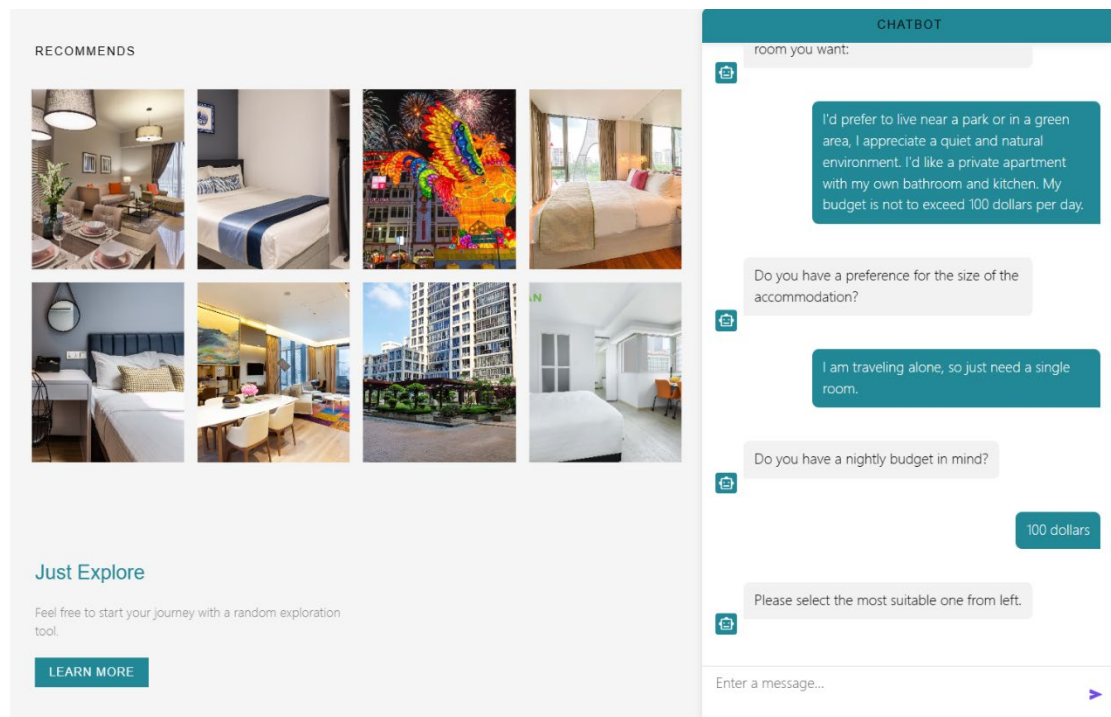 RECOMMENDS
AN
Just Explore
Feel free to start your journey with a random exploration
tool.
LEARN MORE
CHATBOT
room you want:
I'd prefer to live near a park or in a green
area, I appreciate a quiet and natural
environment. I'd like a private apartment
with my own bathroom and kitchen. My
budget is not to exceed 100 dollars per day.
Do you have a preference for the size of the
accommodation?
I am traveling alone, so just need a single
room.
Do you have a nightly budget in mind?
100 dollars
Please select the most suitable one from left.
Enter a message...